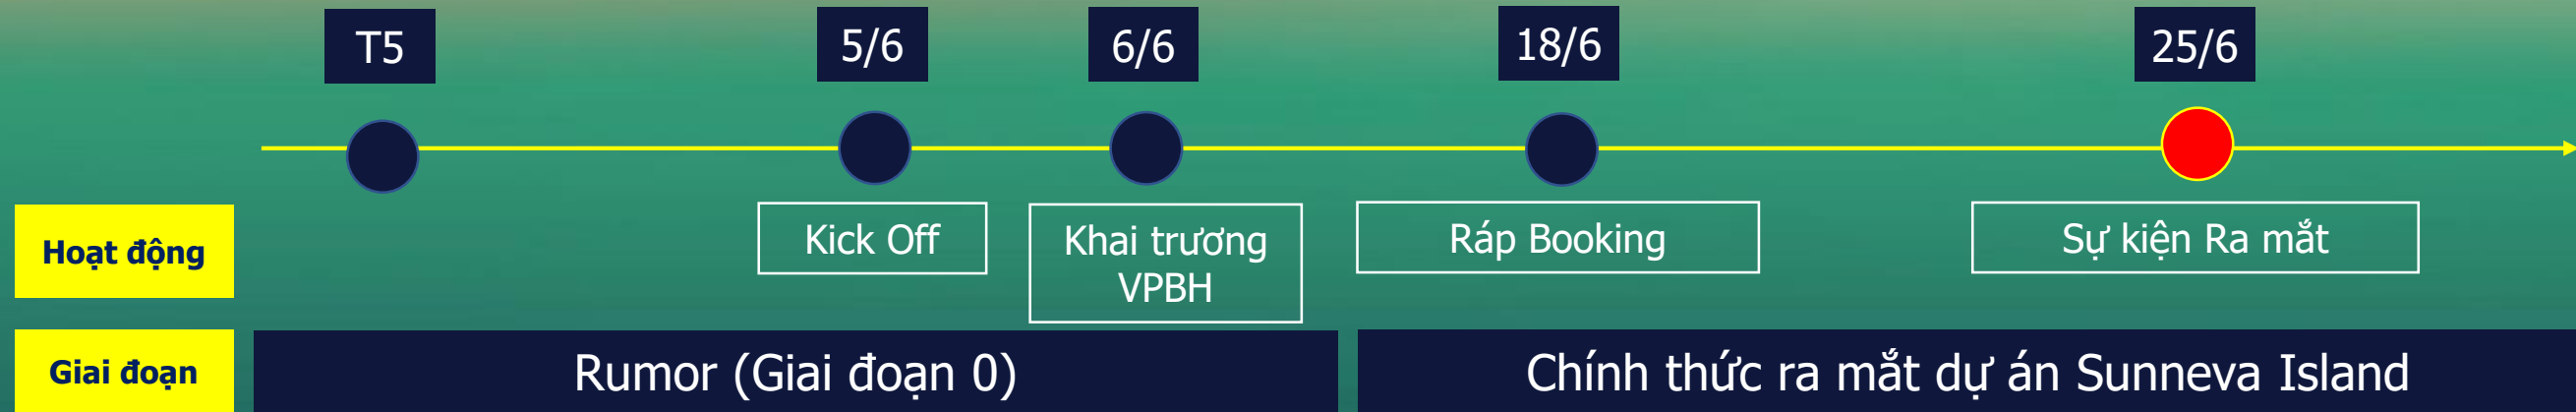 T5
5/6
6/6
18/6
25/6
Hoạt động
Kick Off
Khai trương
VPBH
Ráp Booking
Sự kiện Ra mắt
Giai đoạn
Rumor (Giai đoạn 0)
Chính thức ra mắt dự án Sunneva Island